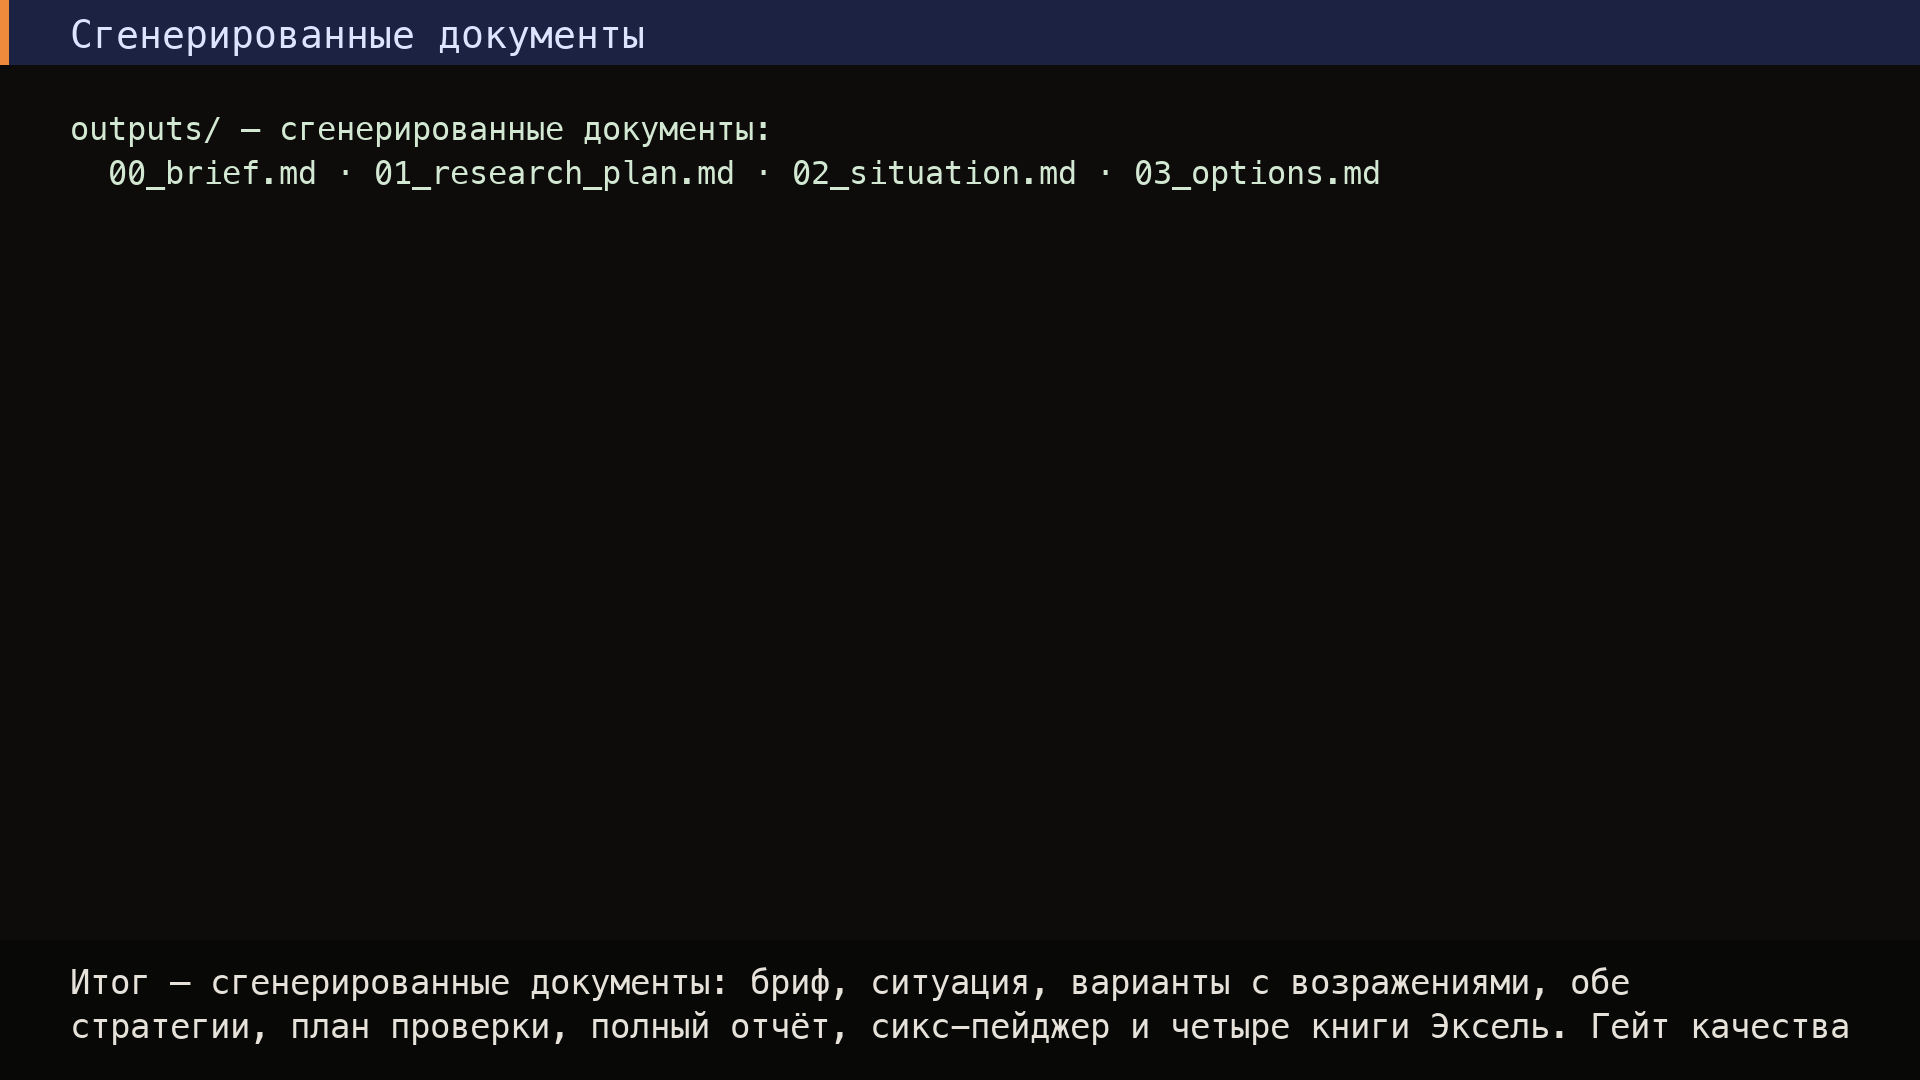 Сгенерированные документы
outputs/ — сгенерированные документы:
00_brief.md · 01_research_plan.md · 02_situation.md · 03_options.md
Итог — сгенерированные документы: бриф, ситуация, варианты с возражениями, обе
стратегии, план проверки, полный отчёт, сикс–пейджер и четыре книги Эксель. Гейт качества